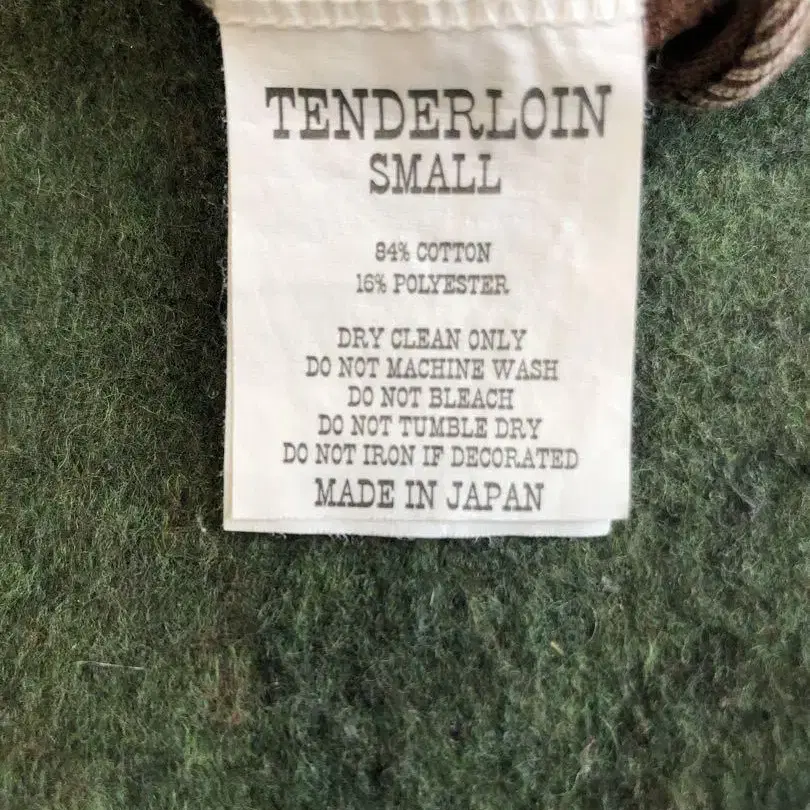 TENDERLOIN
SMALL
84% COTTON
16% POLYESTER
DRY CLEAN ONLY
DO NOT MACHINE WASH
DO NOT BLEACH
DO NOT TUMBLE DRY
DO NOT IRON IF DECORATED
MADE IN JAPAN